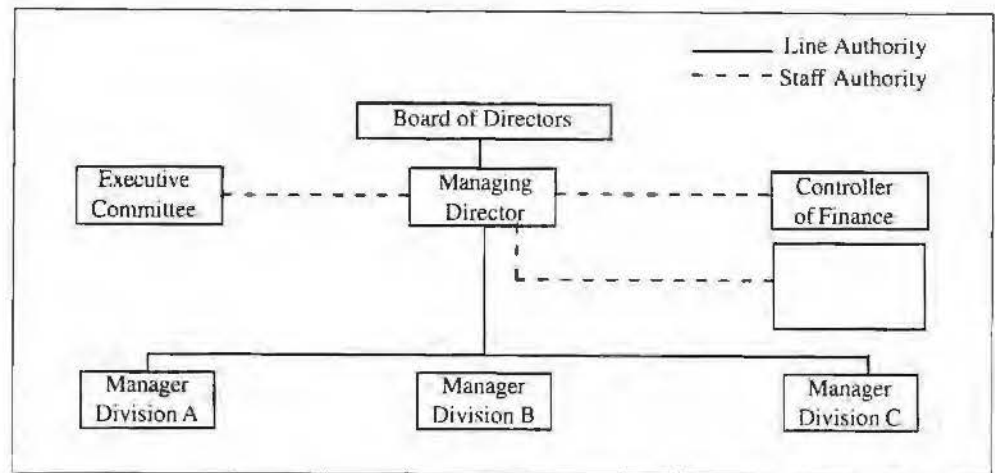 Line Authority
Staff Authority
Board of Directors
Executive
Committee
Managing
Director
Controller
of Finance
Manager
Division A
Manager
Division B
Manager
Division C